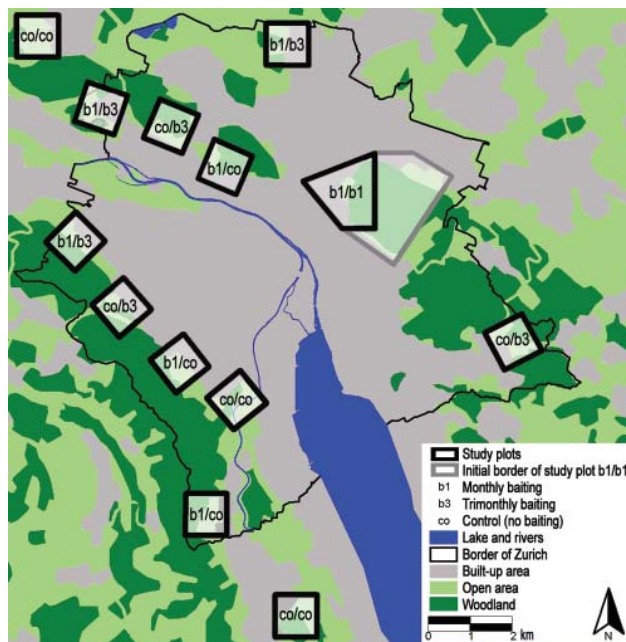 co/co
b1/b3
b1/b3
co/b3
b1/co
b1/b1
b1/b3
co/b3
co/b3
b1/co
co/co
b1/co
co/co
Study plots
Initial border of study plot b1/b1
b1 Monthly baiting
b3 Trimonthly baiting
co Control (no baiting)
Lake and rivers
Border of Zurich
Built-up area
Open area
Woodland
0 1 2 km
N